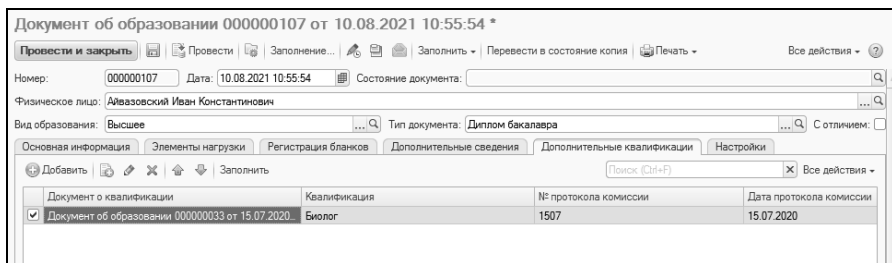 Документ об образовании 000000107 от 10.08.2021 10:55:54 *
Провести и закрыть Провести Заполнение... Заполнить Перевести в состояние копия Печать Все действия ?
Номер: 000000107 Дата: 10.08.2021 10:55:54 Состояние документа:
Физическое лицо: Айвазовский Иван Константинович ...
Вид образования: Высшее ... Тип документа: Диплом бакалавра ... С отличием:
Основная информация Элементы нагрузки Регистрация бланков Дополнительные сведения Дополнительные квалификации Настройки
Добавить Заполнить Поиск (Ctrl+F) Все действия
Документ о квалификации Квалификация № протокола комиссии Дата протокола комиссии
Документ об образовании 000000033 от 15.07.2020... Биолог 1507 15.07.2020